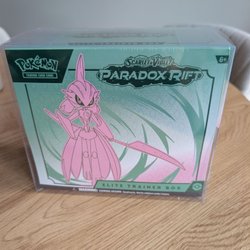 Pokémon
TRADING CARD GAME
Scarlet & Violet
PARADOX RIFT
6+
ELITE TRAINER BOX